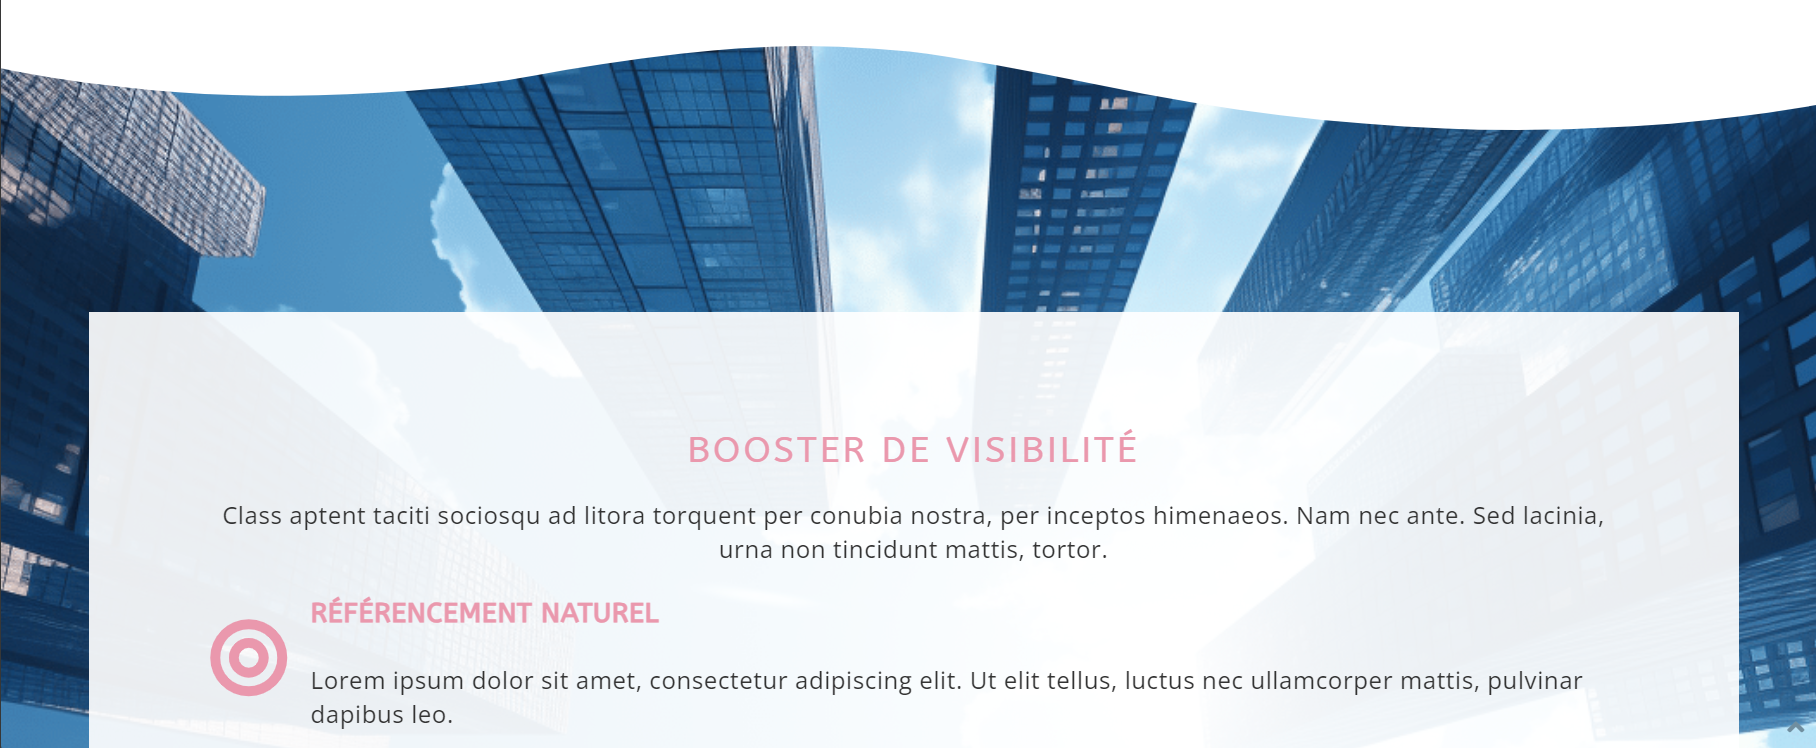 BOOSTER DE VISIBILITÉ
Class aptent taciti sociosqu ad litora torquent per conubia nostra, per inceptos himenaeos. Nam nec ante. Sed lacinia,
urna non tincidunt mattis, tortor.
RÉFÉRENCEMENT NATUREL
Lorem ipsum dolor sit amet, consectetur adipiscing elit. Ut elit tellus, luctus nec ullamcorper mattis, pulvinar
dapibus leo.